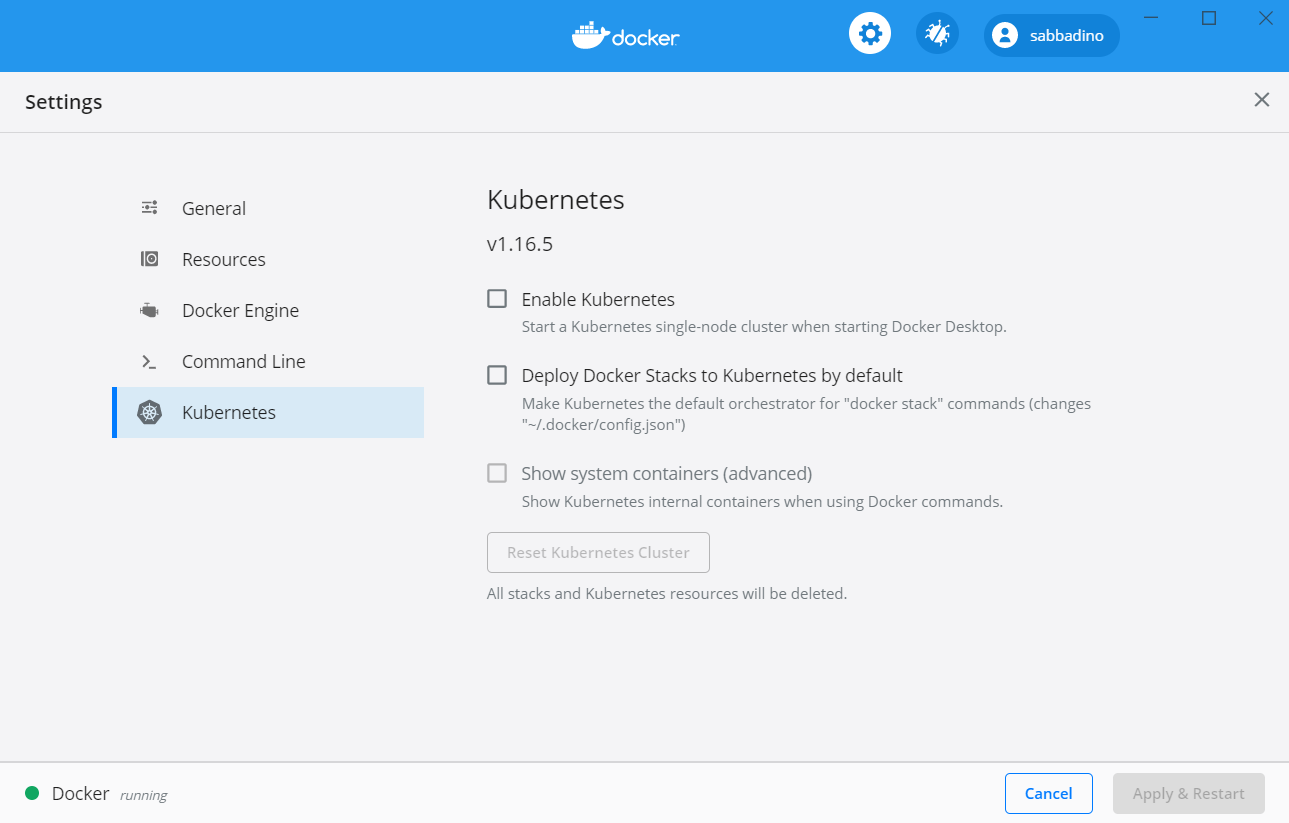 docker
sabbadino
Settings
General
Resources
Docker Engine
Command Line
Kubernetes
Kubernetes
v1.16.5
Enable Kubernetes
Start a Kubernetes single-node cluster when starting Docker Desktop.
Deploy Docker Stacks to Kubernetes by default
Make Kubernetes the default orchestrator for "docker stack" commands (changes
"~/.docker/config.json")
Show system containers (advanced)
Show Kubernetes internal containers when using Docker commands.
Reset Kubernetes Cluster
All stacks and Kubernetes resources will be deleted.
Docker running
Cancel
Apply & Restart